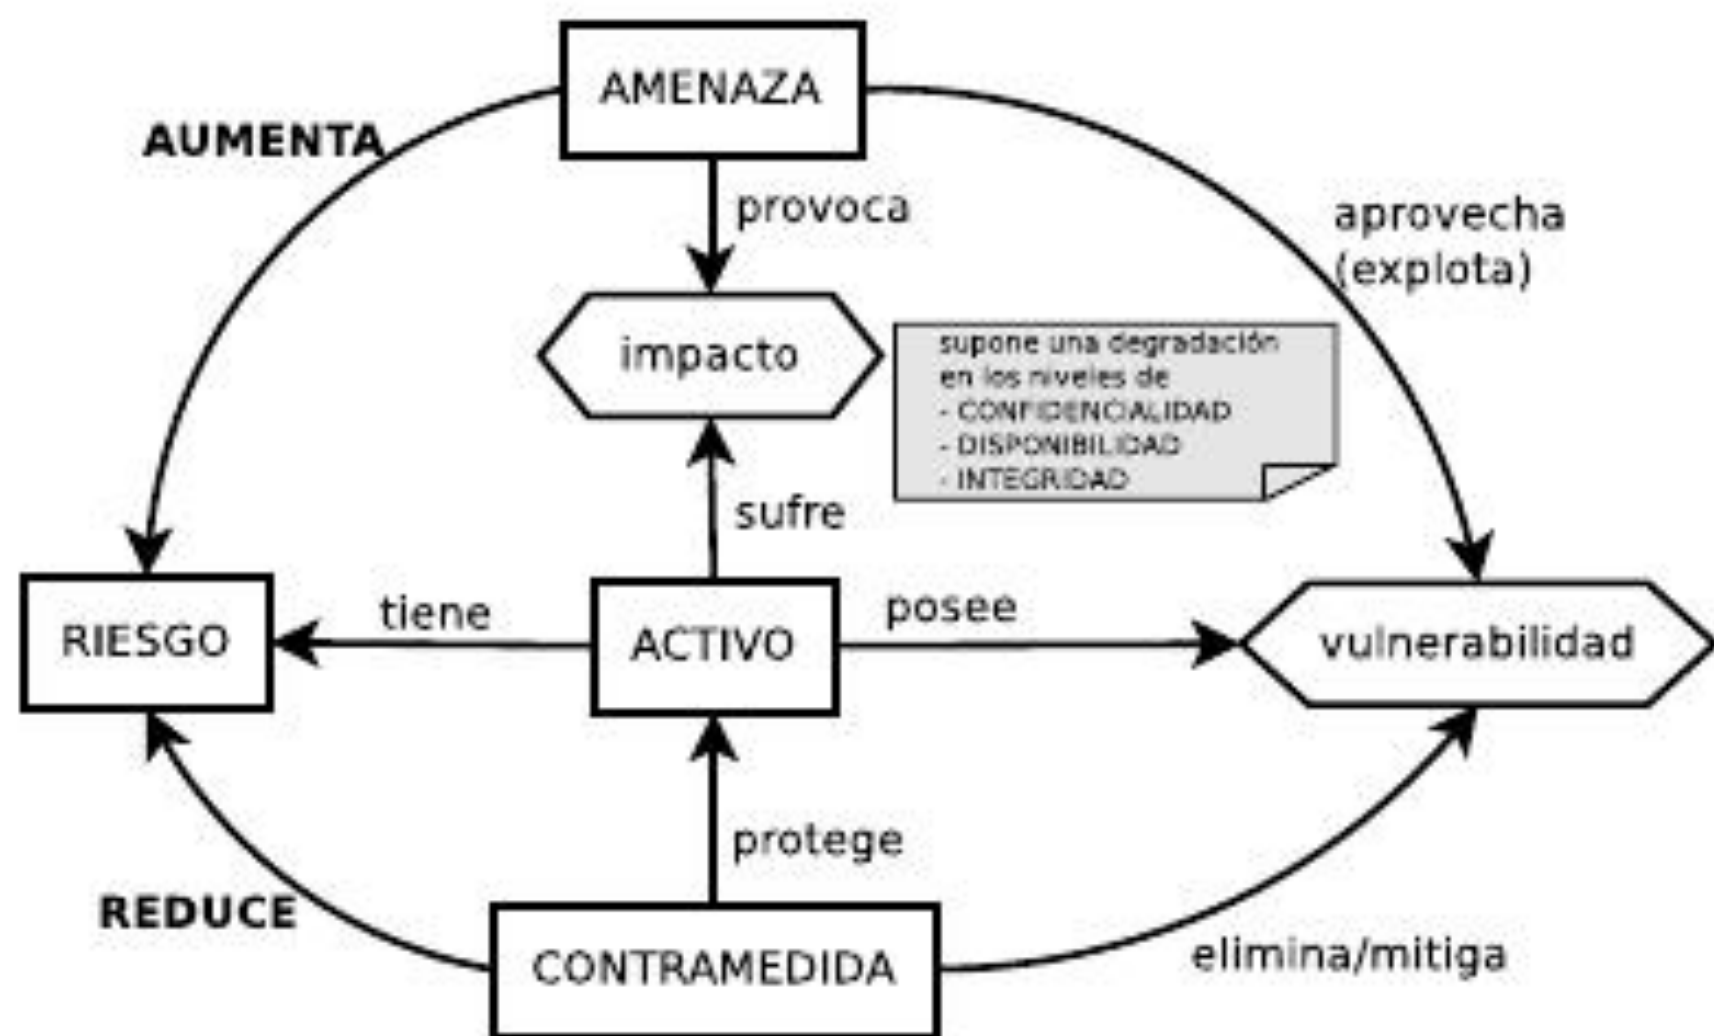 AMENAZA
AUMENTA
provoca
aprovecha
(explota)
impacto
supone una degradación
en los niveles de
- CONFIDENCIALIDAD
- DISPONIBILIDAD
- INTEGRIDAD
sufre
RIESGO
tiene
ACTIVO
posee
vulnerabilidad
protege
REDUCE
CONTRAMEDIDA
elimina/mitiga